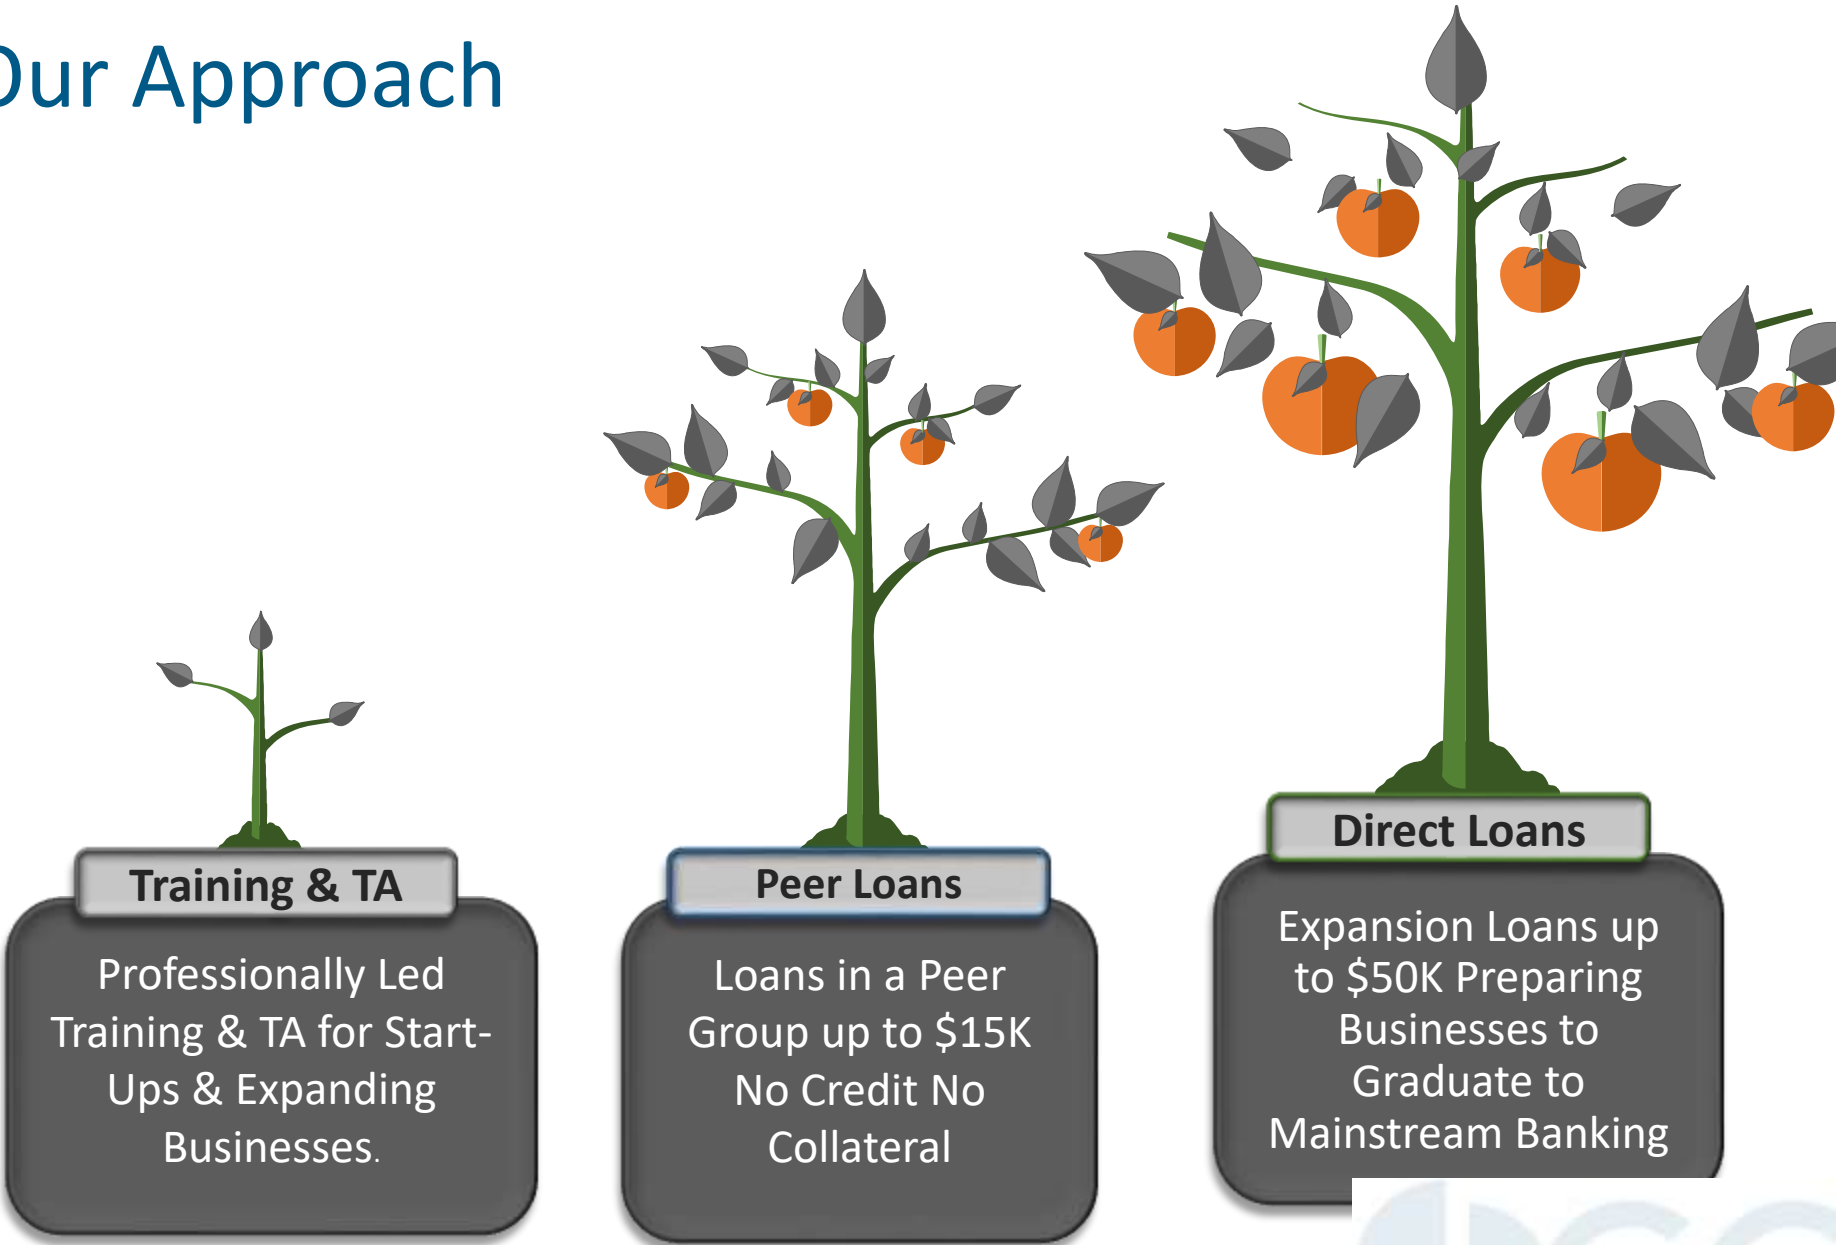 Our Approach
Training & TA
Professionally Led
Training & TA for Start-
Ups & Expanding
Businesses.
Peer Loans
Loans in a Peer
Group up to $15K
No Credit No
Collateral
Direct Loans
Expansion Loans up
to $50K Preparing
Businesses to
Graduate to
Mainstream Banking